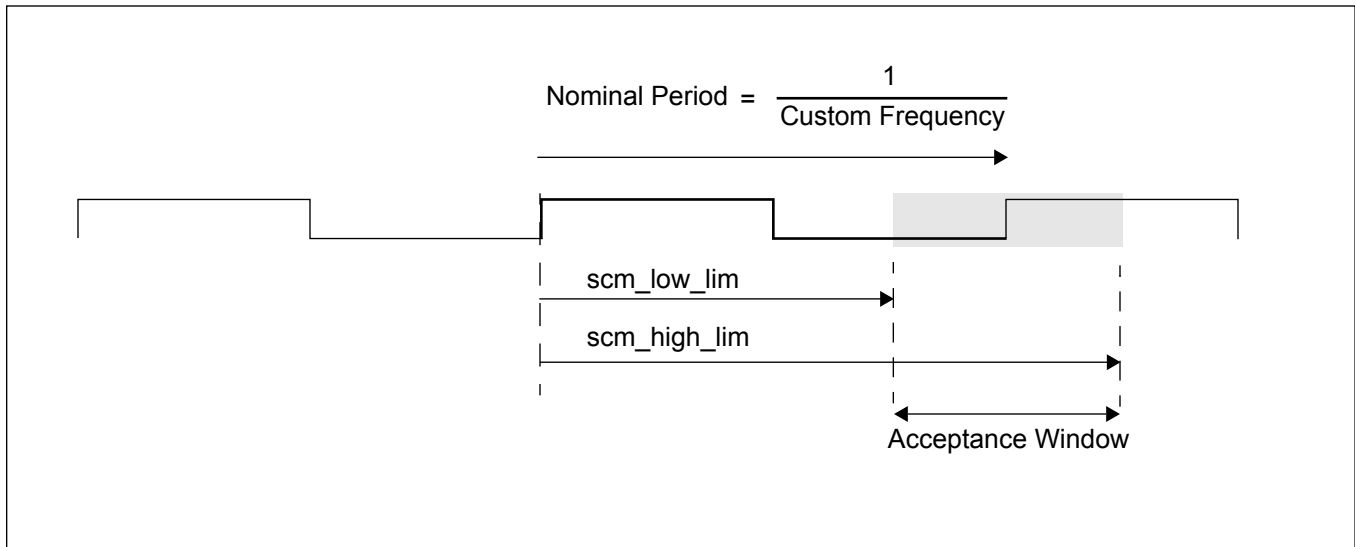 1
Nominal Period =
Custom Frequency
scm_low_lim
scm_high_lim
Acceptance Window